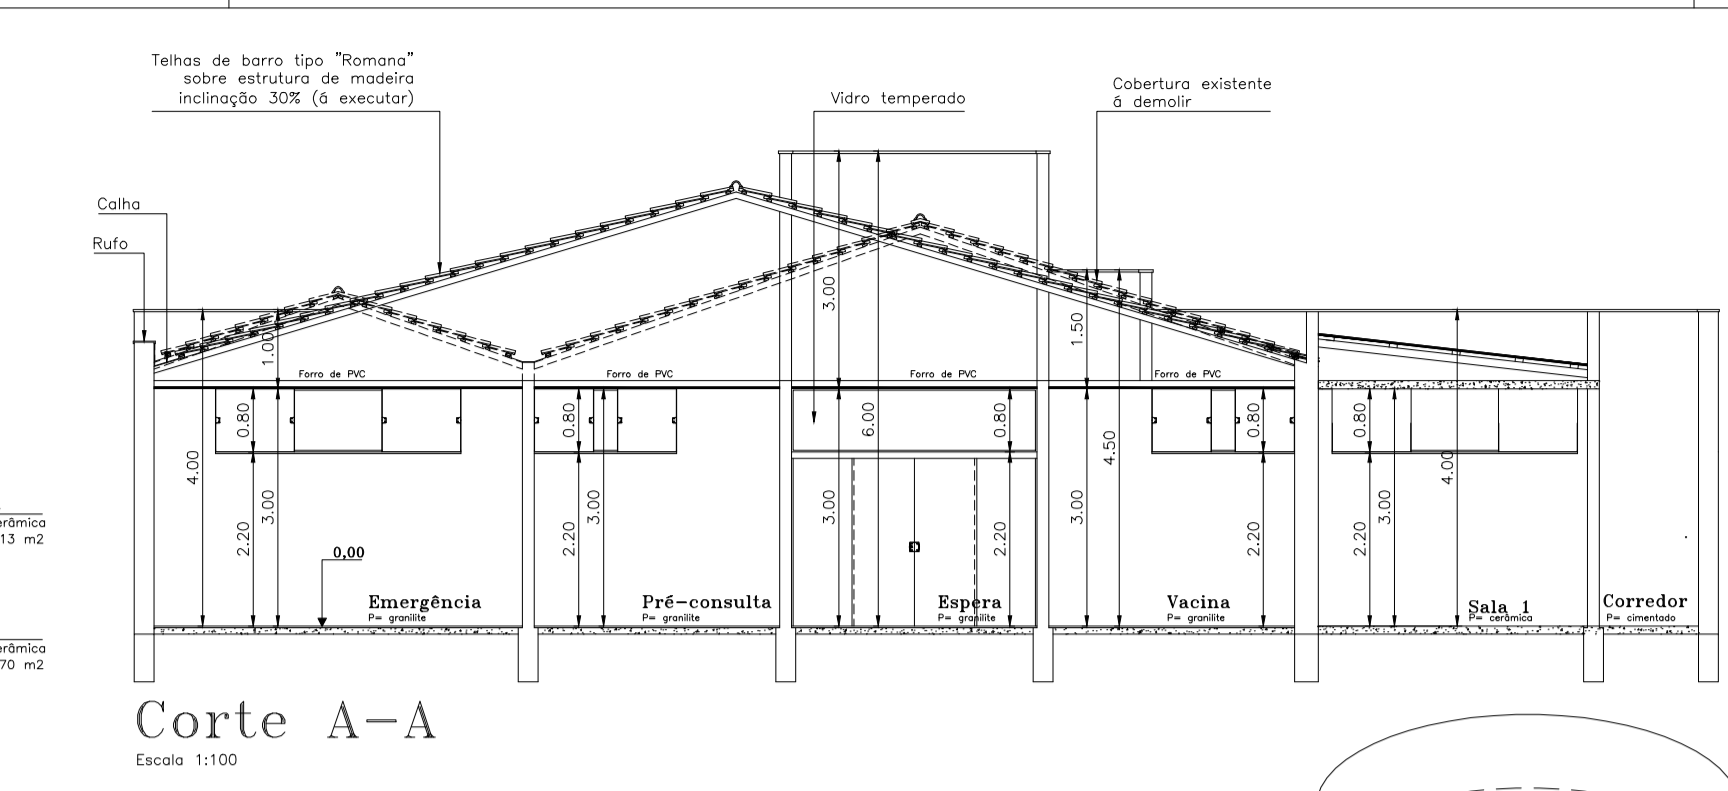 Telhas de barro tipo "Romana"
sobre estrutura de madeira
inclinação 30% (á executar)
Vidro temperado
Cobertura existente
á demolir
Calha
Rufo
Forro de PVC
Forro de PVC
Forro de PVC
Forro de PVC
1.00
3.00
1.50
0.80
0.80
6.00
0.80
0.80
0.80
4.00
4.50
4.00
2.20
3.00
2.20
3.00
3.00
2.20
3.00
2.20
2.20
3.00
0,00
erâmica
13 m2
Emergência
P= granilite
Pré-consulta
P= granilite
Espera
P= granilite
Vacina
P= granilite
Sala 1
P= cerâmica
Corredor
P= cimentado
erâmica
70 m2
Corte A-A
Escala 1:100